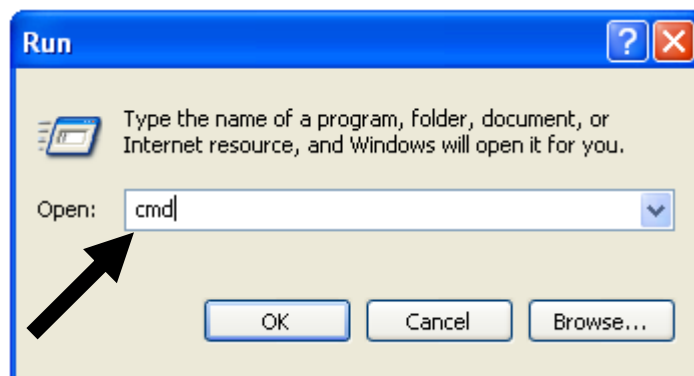 Run
Type the name of a program, folder, document, or
Internet resource, and Windows will open it for you.
Open: cmd
OK Cancel Browse...